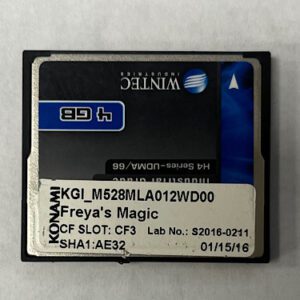 WINTEC
INDUSTRIES
4 GB
H4 Series-UDMA/66
Industrial Grade
KONAMI
KGI_M528MLA012WD00
Freya's Magic
CF SLOT: CF3 Lab No.: S2016-0211
SHA1:AE32 01/15/16